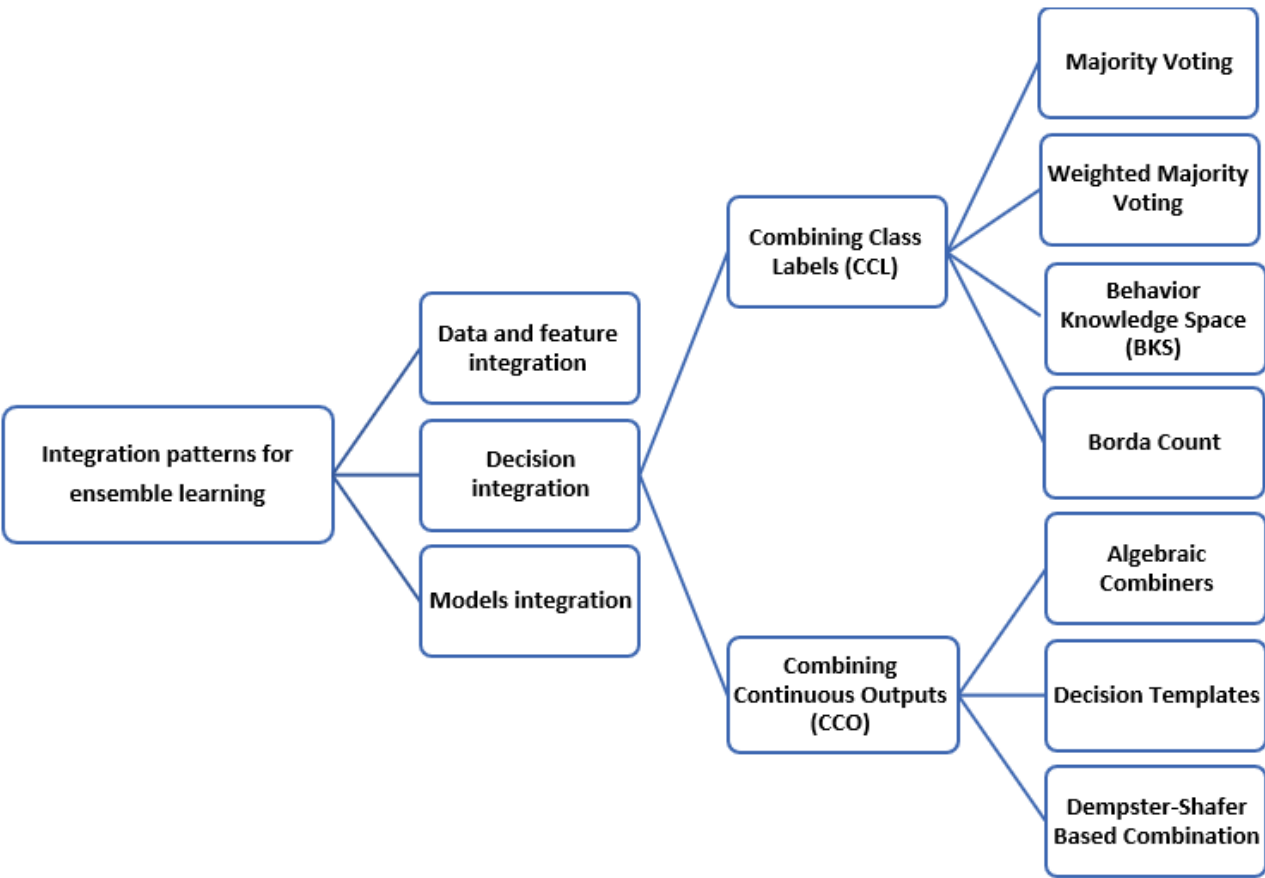 Integration patterns for
ensemble learning
Data and feature
integration
Decision
integration
Models integration
Combining Class
Labels (CCL)
Combining
Continuous Outputs
(CCO)
Majority Voting
Weighted Majority
Voting
Behavior
Knowledge Space
(BKS)
Borda Count
Algebraic
Combiners
Decision Templates
Dempster-Shafer
Based Combination